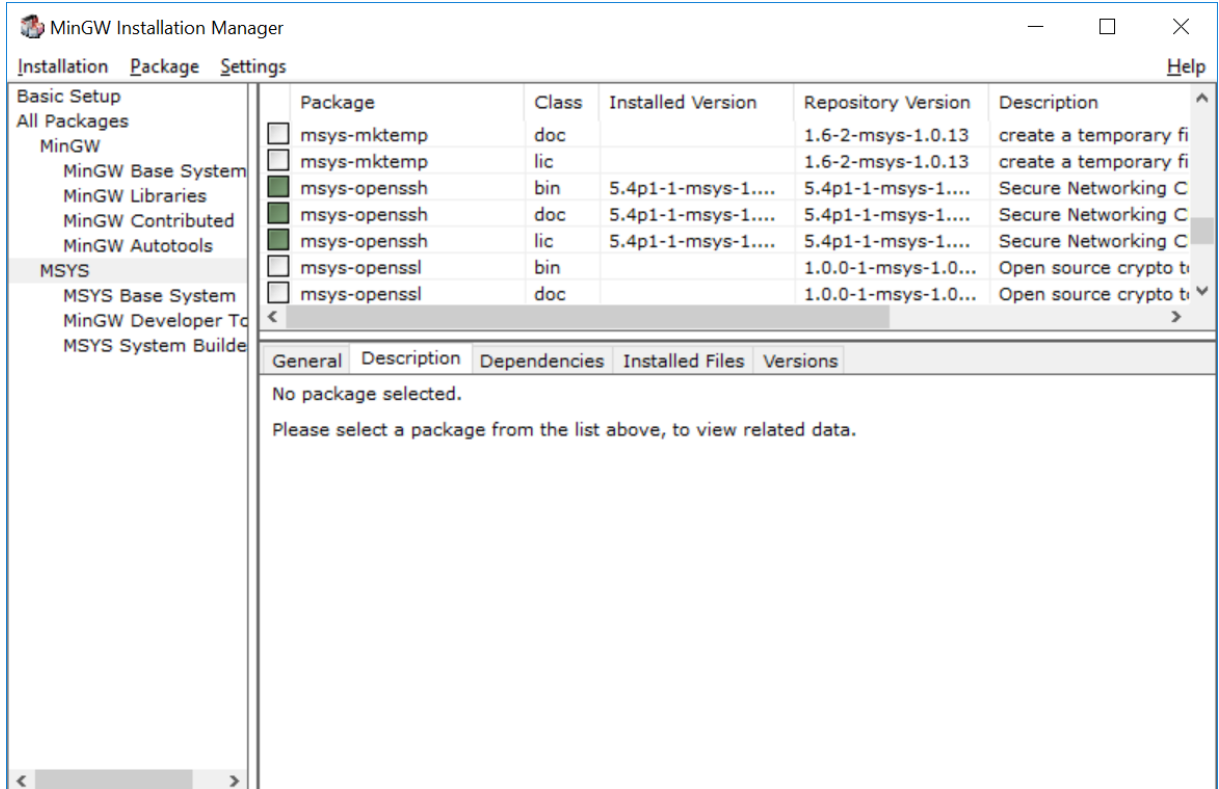 MinGW Installation Manager
Installation Package Settings Help
Basic Setup
All Packages
MinGW
MinGW Base System
MinGW Libraries
MinGW Contributed
MinGW Autotools
MSYS
MSYS Base System
MinGW Developer To
MSYS System Builde
Package Class Installed Version Repository Version Description
msys-mktemp doc 1.6-2-msys-1.0.13 create a temporary fi
msys-mktemp lic 1.6-2-msys-1.0.13 create a temporary fi
msys-openssh bin 5.4p1-1-msys-1.... 5.4p1-1-msys-1.... Secure Networking C
msys-openssh doc 5.4p1-1-msys-1.... 5.4p1-1-msys-1.... Secure Networking C
msys-openssh lic 5.4p1-1-msys-1.... 5.4p1-1-msys-1.... Secure Networking C
msys-openssl bin 1.0.0-1-msys-1.0... Open source crypto t
msys-openssl doc 1.0.0-1-msys-1.0... Open source crypto t
General Description Dependencies Installed Files Versions
No package selected.
Please select a package from the list above, to view related data.